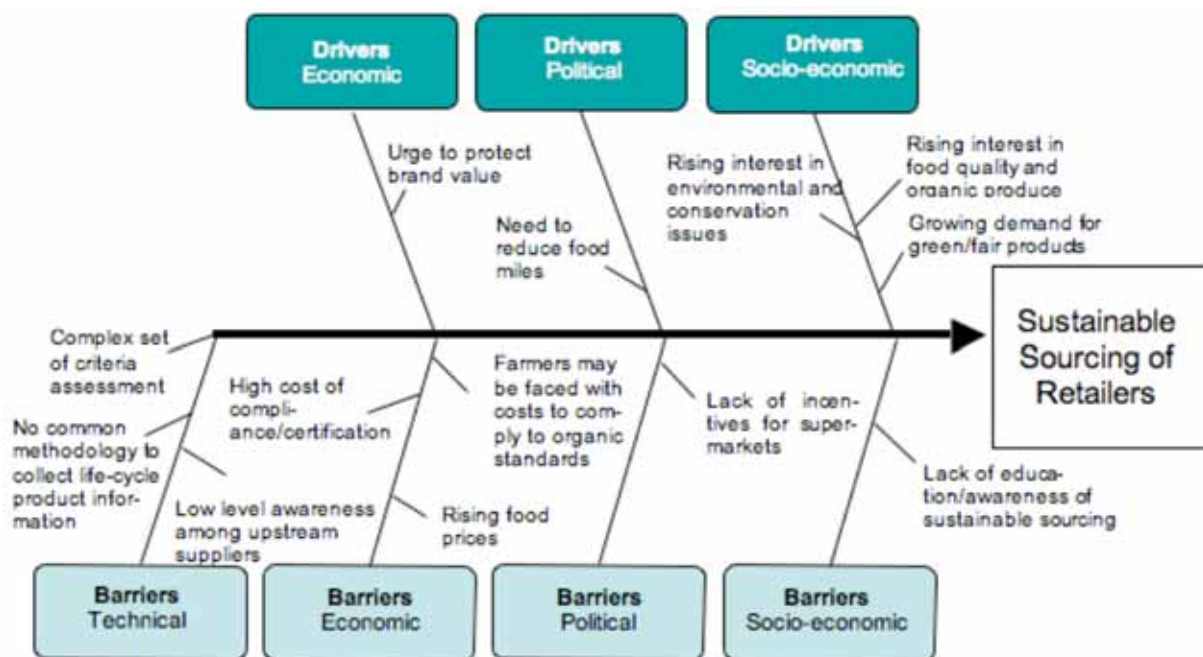 Drivers
Economic
Drivers
Political
Drivers
Socio-economic
Urge to protect
brand value
Need to
reduce food
miles
Rising interest in
environmental and
conservation
issues
Rising interest in
food quality and
organic produce
Growing demand for
green/fair products
Sustainable
Sourcing of
Retailers
Complex set
of criteria
assessment
No common
methodology to
collect life-cycle
product infor-
mation
Low level awareness
among upstream
suppliers
High cost of
compli-
ance/certification
Rising food
prices
Farmers may
be faced with
costs to com-
ply to organic
standards
Lack of incen-
tives for super-
markets
Lack of educa-
tion/awareness of
sustainable sourcing
Barriers
Technical
Barriers
Economic
Barriers
Political
Barriers
Socio-economic